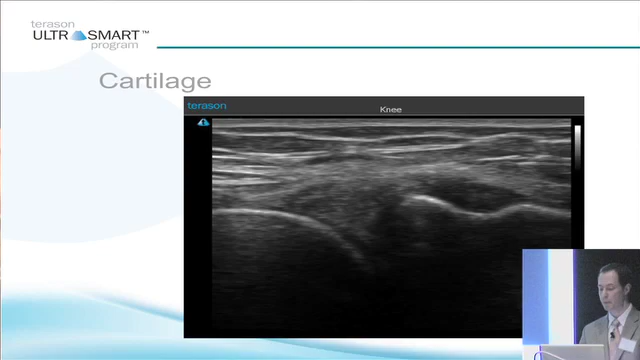 terason
ULTRASMART™
program
Cartilage
terason
Knee